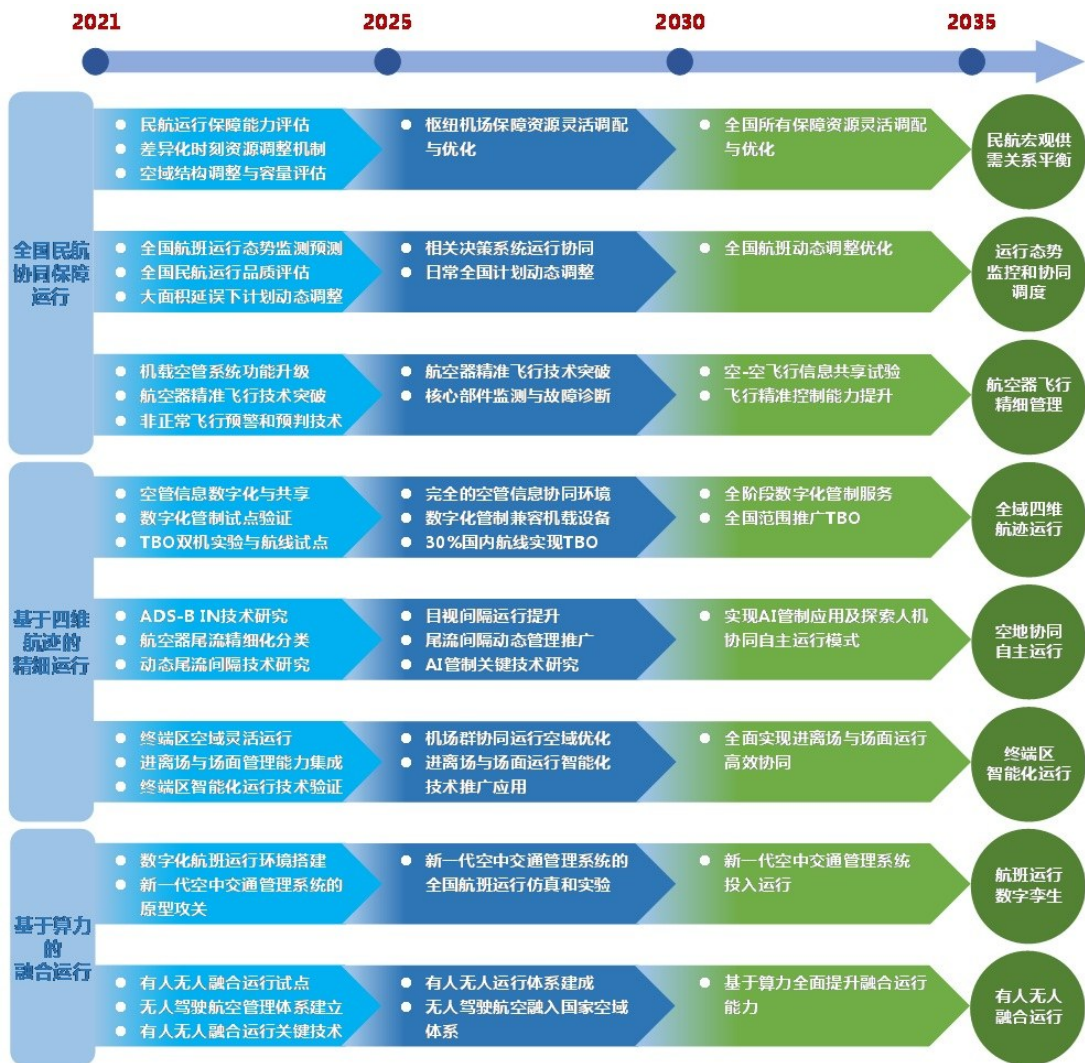 2021
2025
2030
2035
全国民航
协同保障
运行
民航运行保障能力评估
差异化时刻资源调整机制
空域结构调整与容量评估
枢纽机场保障资源灵活调配
与优化
全国所有保障资源灵活调配
与优化
民航宏观供
需关系平衡
全国航班运行态势监测预测
全国民航运行品质评估
大面积延误下计划动态调整
相关决策系统运行协同
日常全国计划动态调整
全国航班动态调整优化
运行态势
监控和协同
调度
机载空管系统功能升级
航空器精准飞行技术突破
非正常飞行预警和预判技术
航空器精准飞行技术突破
核心部件监测与故障诊断
空-空飞行信息共享试验
飞行精准控制能力提升
航空器飞行
精细管理
基于四维
航迹的
精细运行
空管信息数字化与共享
数字化管制试点验证
TBO双机实验与航线试点
完全的空管信息协同环境
数字化管制兼容机载设备
30%国内航线实现TBO
全阶段数字化管制服务
全国范围推广TBO
全域四维
航迹运行
ADS-B IN技术研究
航空器尾流精细化分类
动态尾流间隔技术研究
目视间隔运行提升
尾流间隔动态管理推广
AI管制关键技术研究
实现AI管制应用及探索人机
协同自主运行模式
空地协同
自主运行
终端区空域灵活运行
进离场与场面管理能力集成
终端区智能化运行技术验证
机场群协同运行空域优化
进离场与场面运行智能化
技术推广应用
全面实现进离场与场面运行
高效协同
终端区
智能化运行
基于算力
的
融合运行
数字化航班运行环境搭建
新一代空中交通管理系统的
原型攻关
新一代空中交通管理系统的
全国航班运行仿真和实验
新一代空中交通管理系统
投入运行
航班运行
数字孪生
有人无人融合运行试点
无人驾驶航空管理体系建立
有人无人融合运行关键技术
有人无人运行体系建成
无人驾驶航空融入国家空域
体系
基于算力全面提升融合运行
能力
有人无人
融合运行